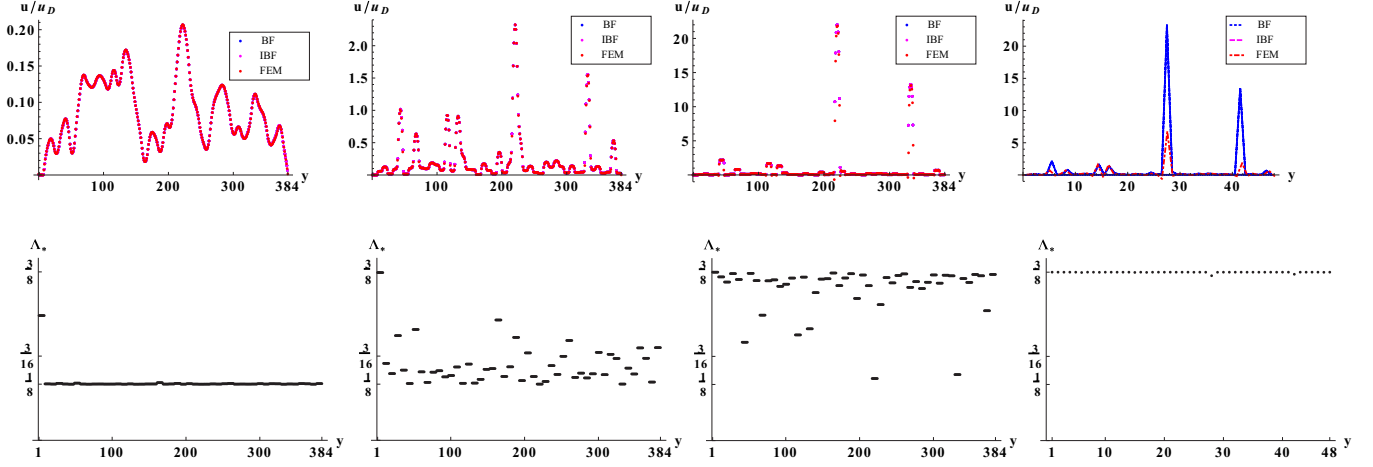 u/u_D
0.20
0.15
0.10
0.05
100 200 300 384 y
BF
IBF
FEM
u/u_D
2.0
1.5
1.0
0.5
100 200 300 384 y
BF
IBF
FEM
u/u_D
20
15
10
5
100 200 300 384 y
BF
IBF
FEM
u/u_D
20
15
10
5
10 20 30 40 y
BF
IBF
FEM
Λ*
3/8
3/16
1/8
1 100 200 300 384 y
Λ*
3/8
3/16
1/8
1 100 200 300 384 y
Λ*
3/8
3/16
1/8
1 100 200 300 384 y
Λ*
3/8
3/16
1/8
1 10 20 30 40 48 y